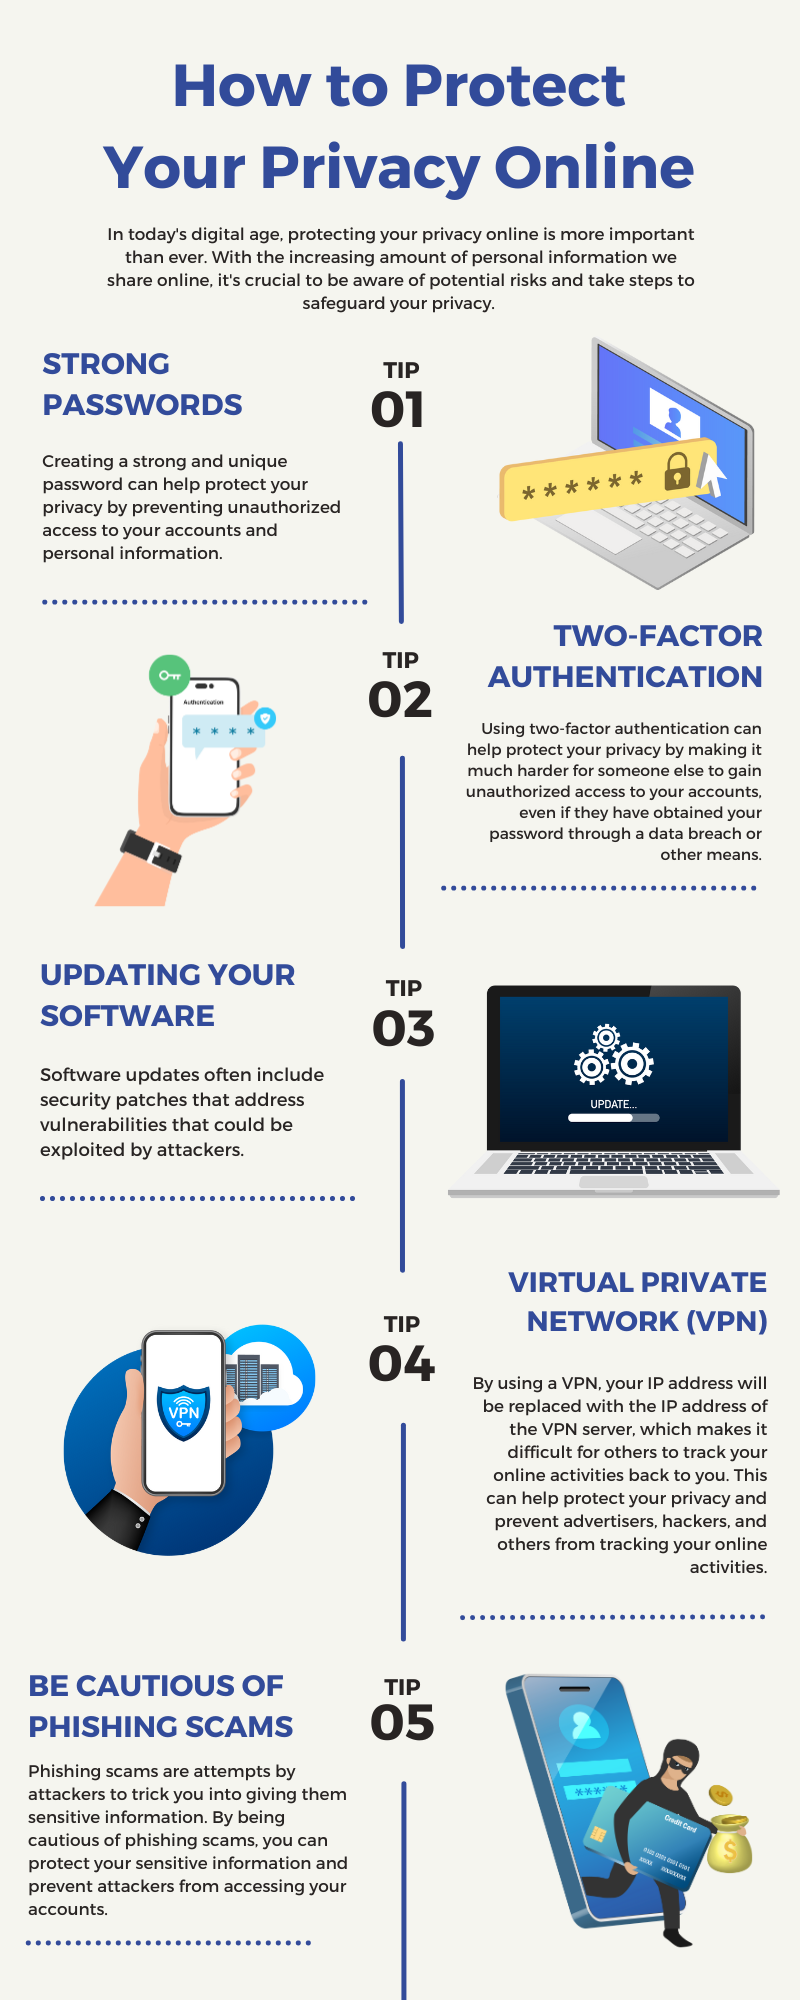 How to Protect
Your Privacy Online
In today's digital age, protecting your privacy online is more important
than ever. With the increasing amount of personal information we
share online, it's crucial to be aware of potential risks and take steps to
safeguard your privacy.
STRONG
PASSWORDS
Creating a strong and unique
password can help protect your
privacy by preventing unauthorized
access to your accounts and
personal information.
TIP
01
* * * * * *
TIP
02
Authentication
* * * *
TWO-FACTOR
AUTHENTICATION
Using two-factor authentication can
help protect your privacy by making it
much harder for someone else to gain
unauthorized access to your accounts,
even if they have obtained your
password through a data breach or
other means.
UPDATING YOUR
SOFTWARE
Software updates often include
security patches that address
vulnerabilities that could be
exploited by attackers.
TIP
03
UPDATE...
TIP
04
VPN
VIRTUAL PRIVATE
NETWORK (VPN)
By using a VPN, your IP address will
be replaced with the IP address of
the VPN server, which makes it
difficult for others to track your
online activities back to you. This
can help protect your privacy and
prevent advertisers, hackers, and
others from tracking your online
activities.
BE CAUTIOUS OF
PHISHING SCAMS
Phishing scams are attempts by
attackers to trick you into giving them
sensitive information. By being
cautious of phishing scams, you can
protect your sensitive information and
prevent attackers from accessing your
accounts.
TIP
05
******
Credit Card
$